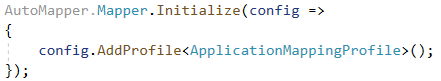 AutoMapper.Mapper.Initialize(config =>
{
    config.AddProfile<ApplicationMappingProfile>();
});